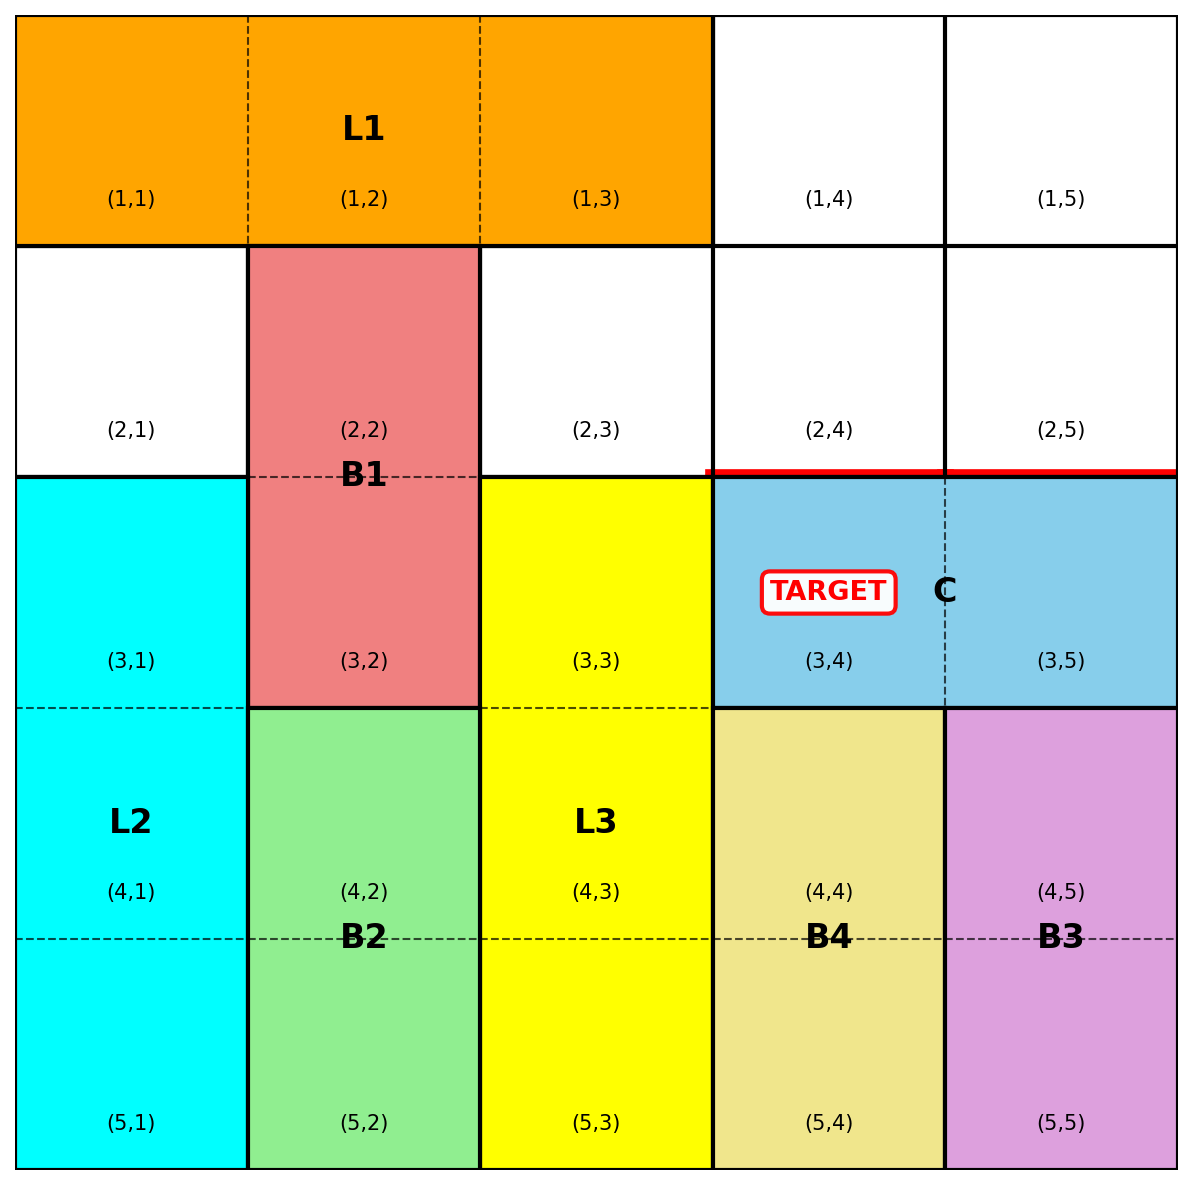 L1
(1,1) (1,2) (1,3) (1,4) (1,5)
(2,1) (2,2) (2,3) (2,4) (2,5)
B1
TARGET C
(3,1) (3,2) (3,3) (3,4) (3,5)
L2 L3
(4,1) (4,2) (4,3) (4,4) (4,5)
B2 B4 B3
(5,1) (5,2) (5,3) (5,4) (5,5)